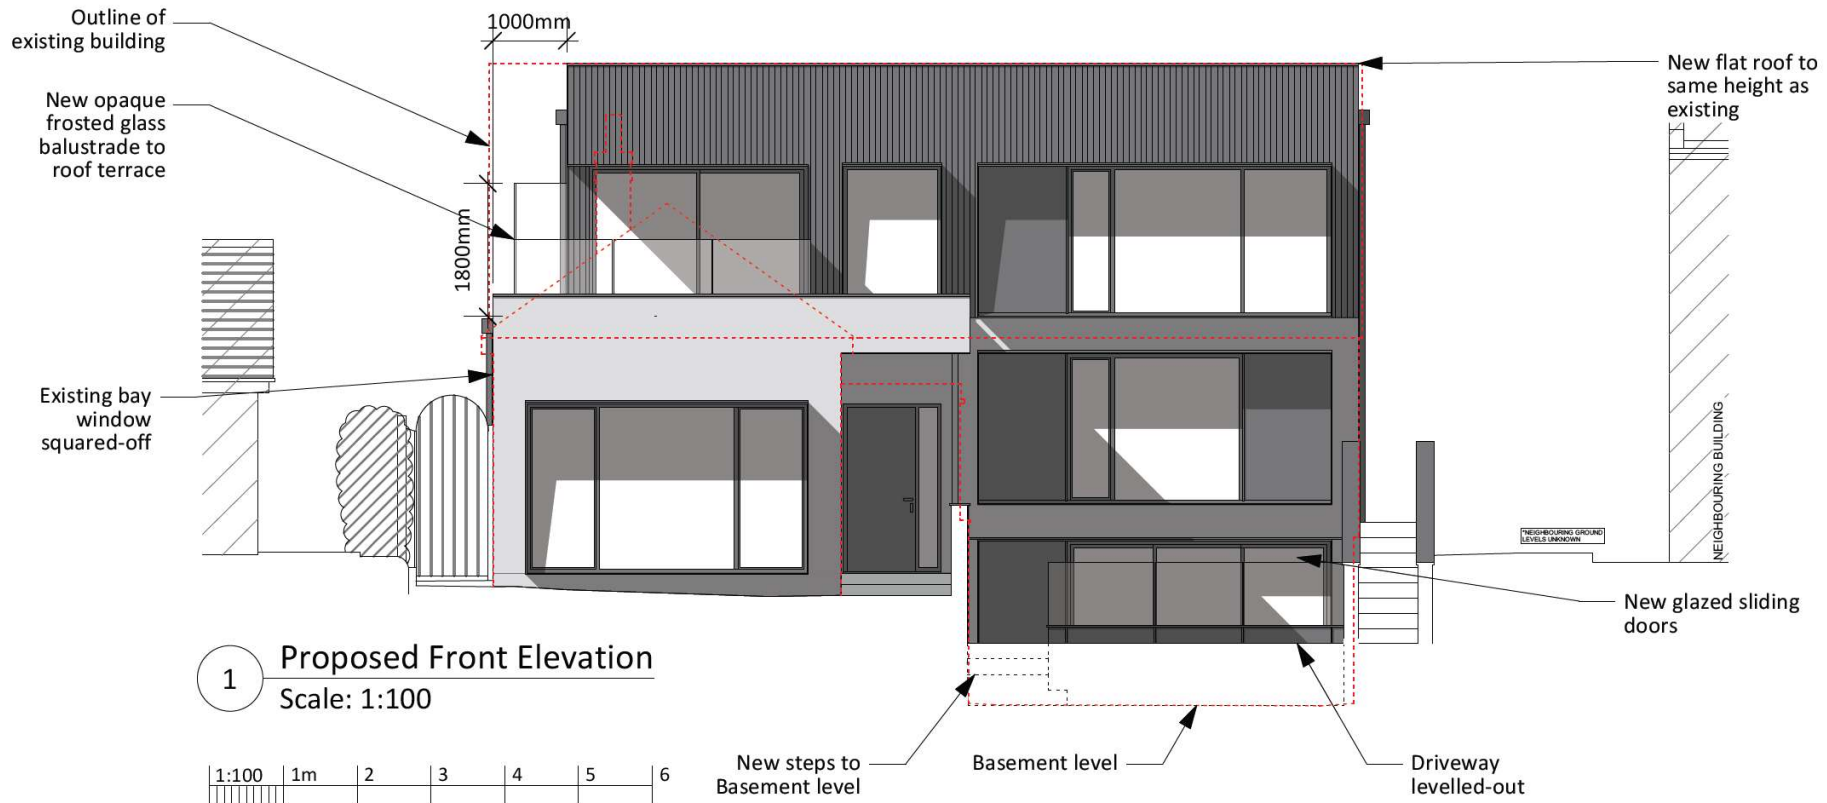 Outline of
existing building
1000mm
New flat roof to
same height as
existing
New opaque
frosted glass
balustrade to
roof terrace
1800mm
Existing bay
window
squared-off
NEIGHBOURING BUILDING
*NEIGHBOURING GROUND
LEVELS UNKNOWN
New glazed sliding
doors
1
Proposed Front Elevation
Scale: 1:100
New steps to
Basement level
Basement level
Driveway
levelled-out
1:100 1m 2 3 4 5 6